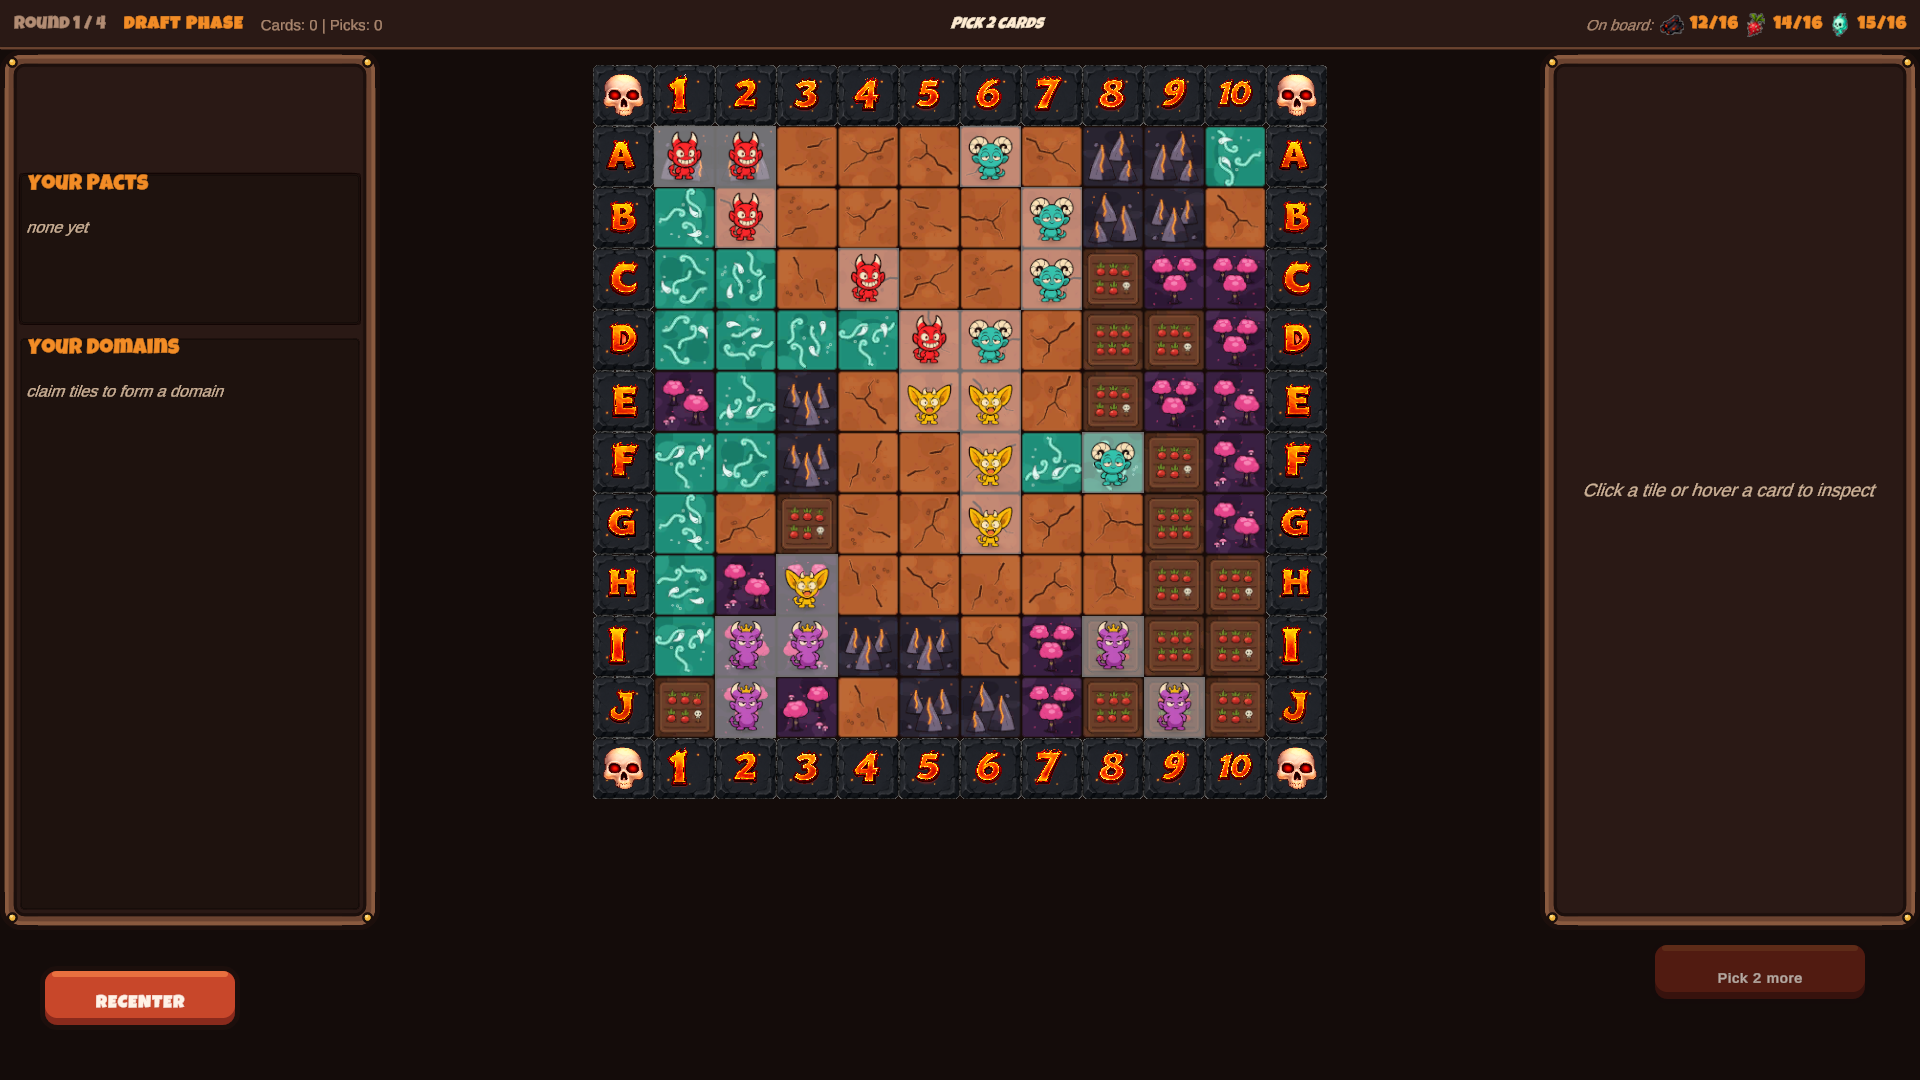 Round 1 / 4 DRAFT PHASE Cards: 0 | Picks: 0 PICK 2 CARDS On board: 12/16 14/16 15/16
1 2 3 4 5 6 7 8 9 10
Your Pacts
none yet
Your Domains
claim tiles to form a domain
A A
B B
C C
D D
E E
F F
G G
H H
I I
J J
1 2 3 4 5 6 7 8 9 10
Click a tile or hover a card to inspect
RECENTER
Pick 2 more